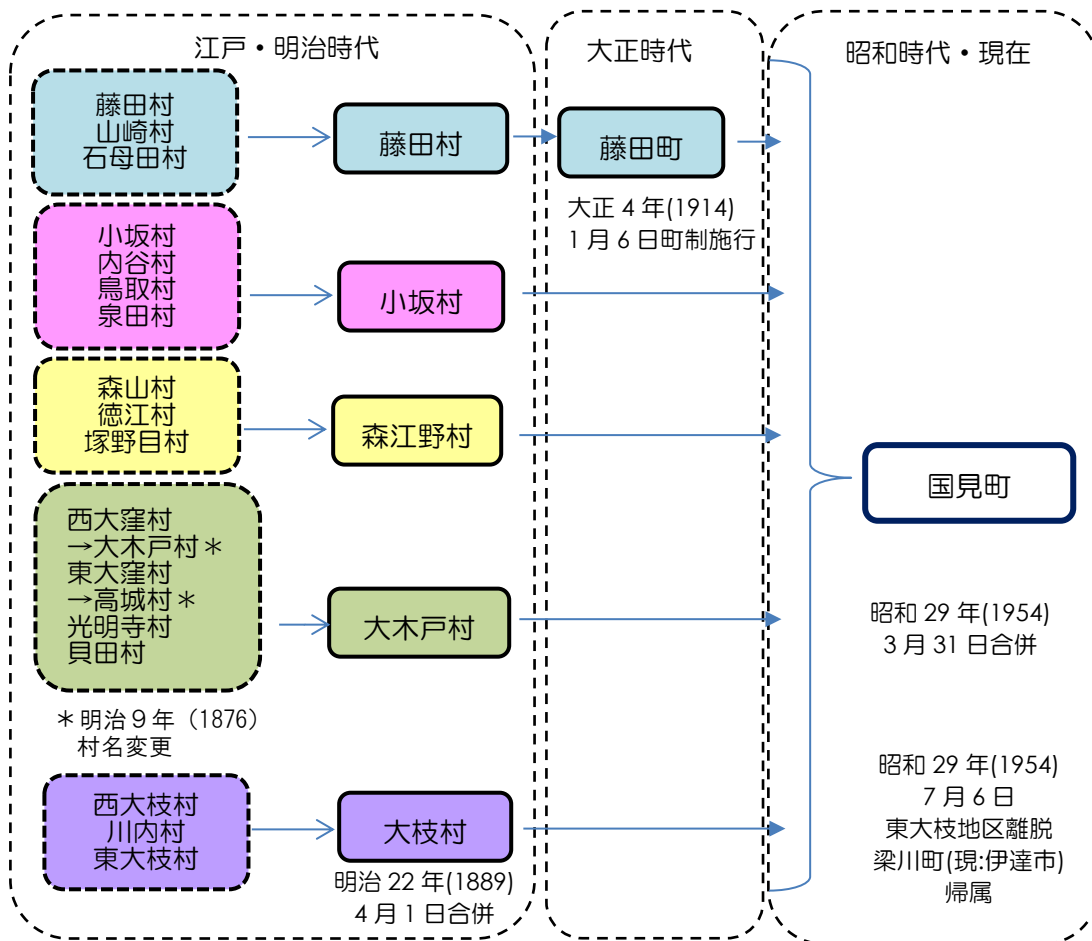 江戸・明治時代
藤田村
山崎村
石母田村
藤田村
小坂村
内谷村
鳥取村
泉田村
小坂村
森山村
徳江村
塚野目村
森江野村
西大窪村
→大木戸村＊
東大窪村
→高城村＊
光明寺村
貝田村
大木戸村
＊明治９年（1876）
村名変更
西大枝村
川内村
東大枝村
大枝村
明治 22 年(1889)
4 月 1 日合併
大正時代
藤田町
大正 4 年(1914)
1 月 6 日町制施行
昭和時代・現在
国見町
昭和 29 年(1954)
3 月 31 日合併
昭和 29 年(1954)
7 月 6 日
東大枝地区離脱
梁川町(現:伊達市)
帰属